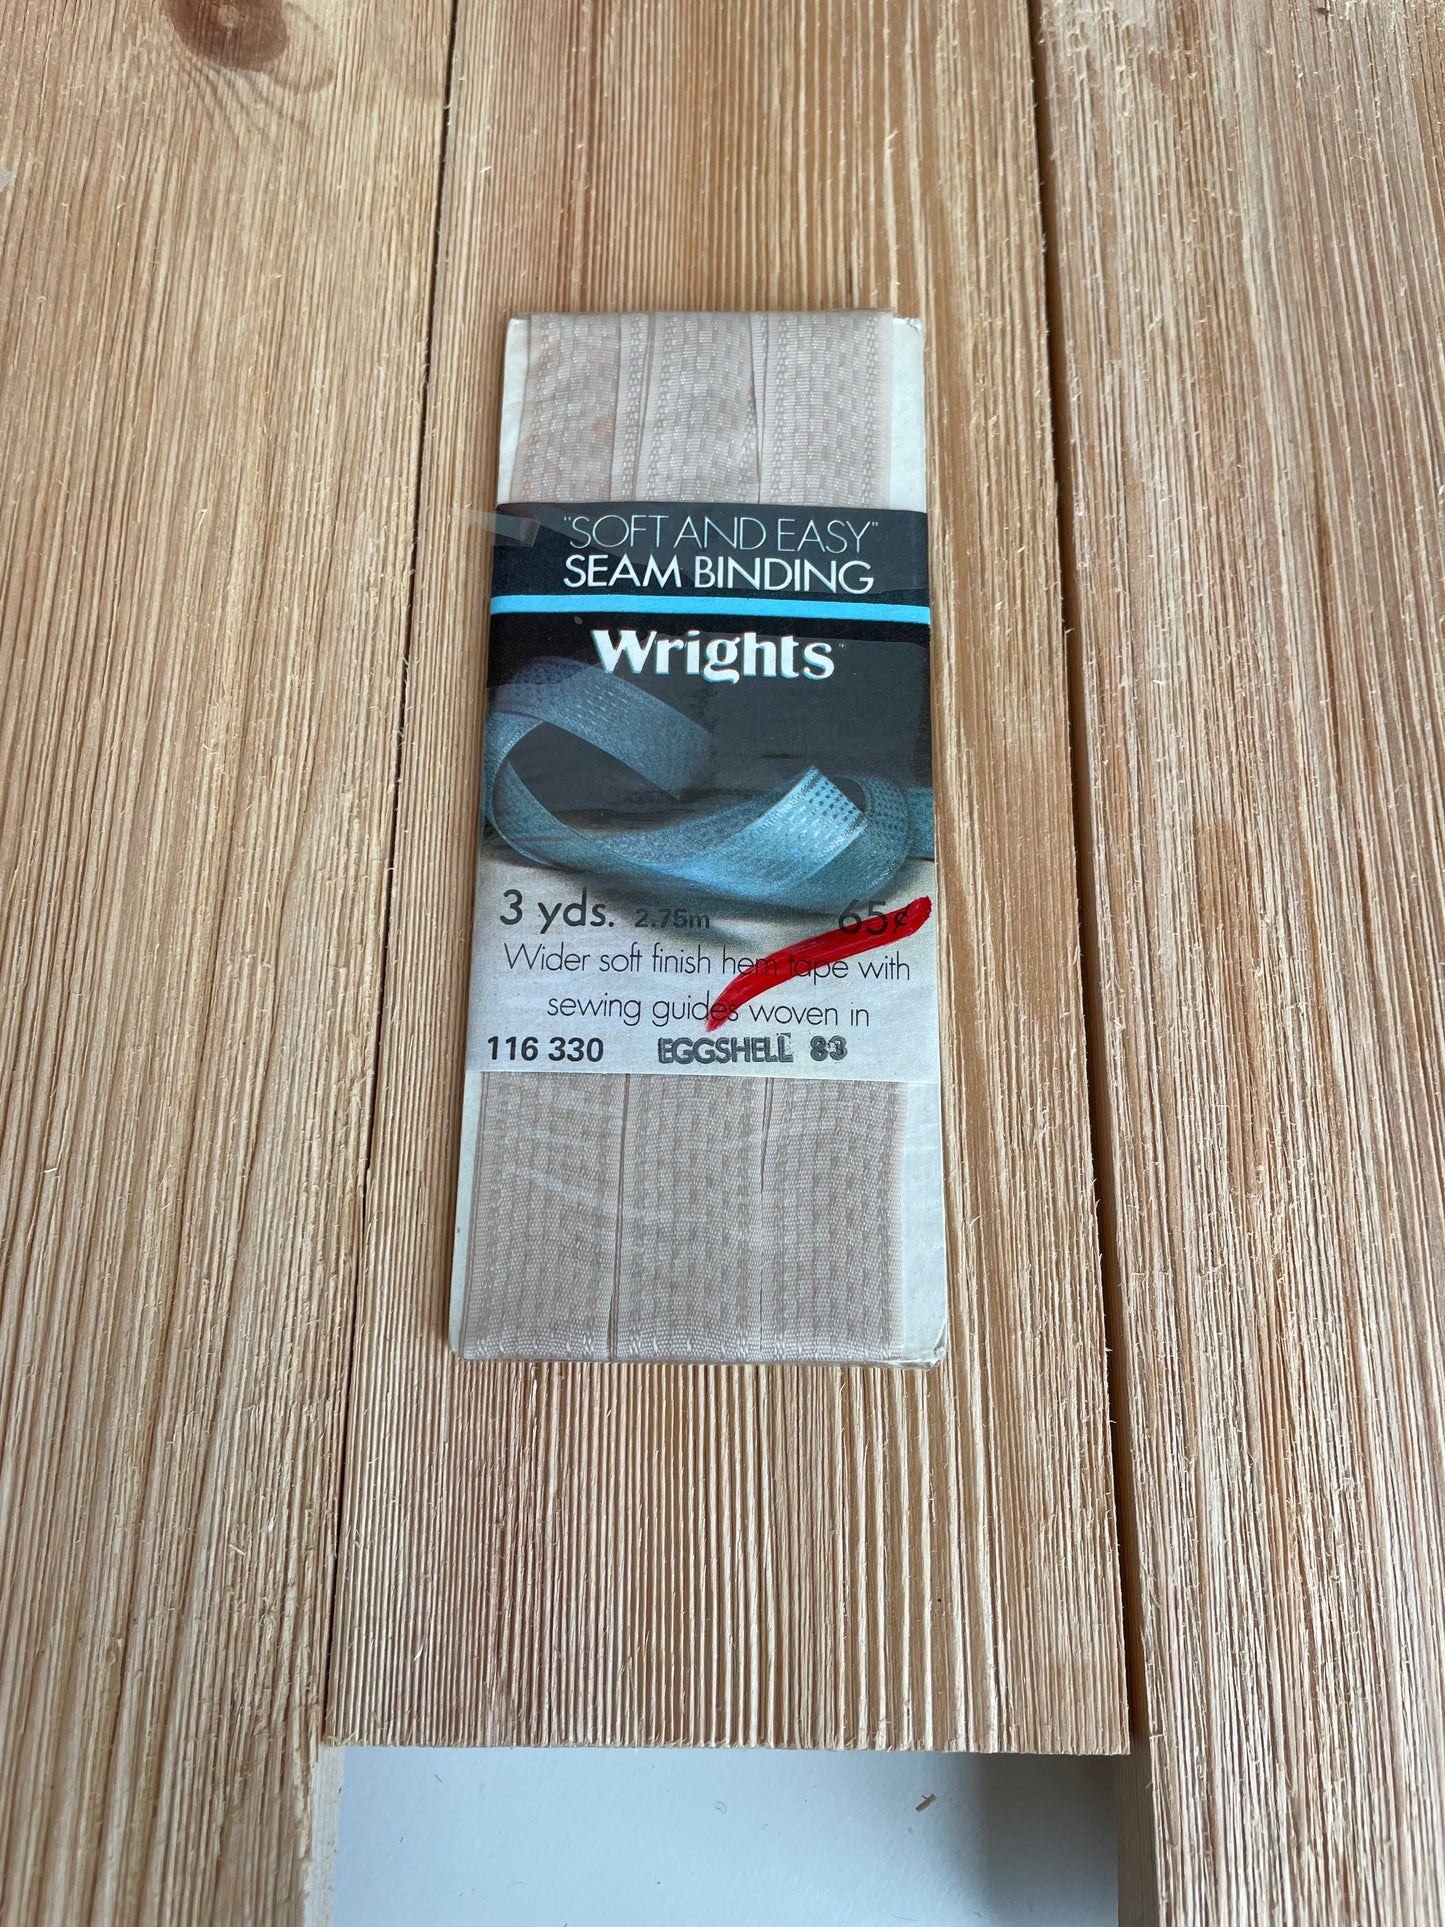 "SOFT AND EASY"
SEAM BINDING
Wrights
3 yds. 2.75m 65¢
Wider soft finish hem tape with
sewing guides woven in
116 330 EGGSHELL 83